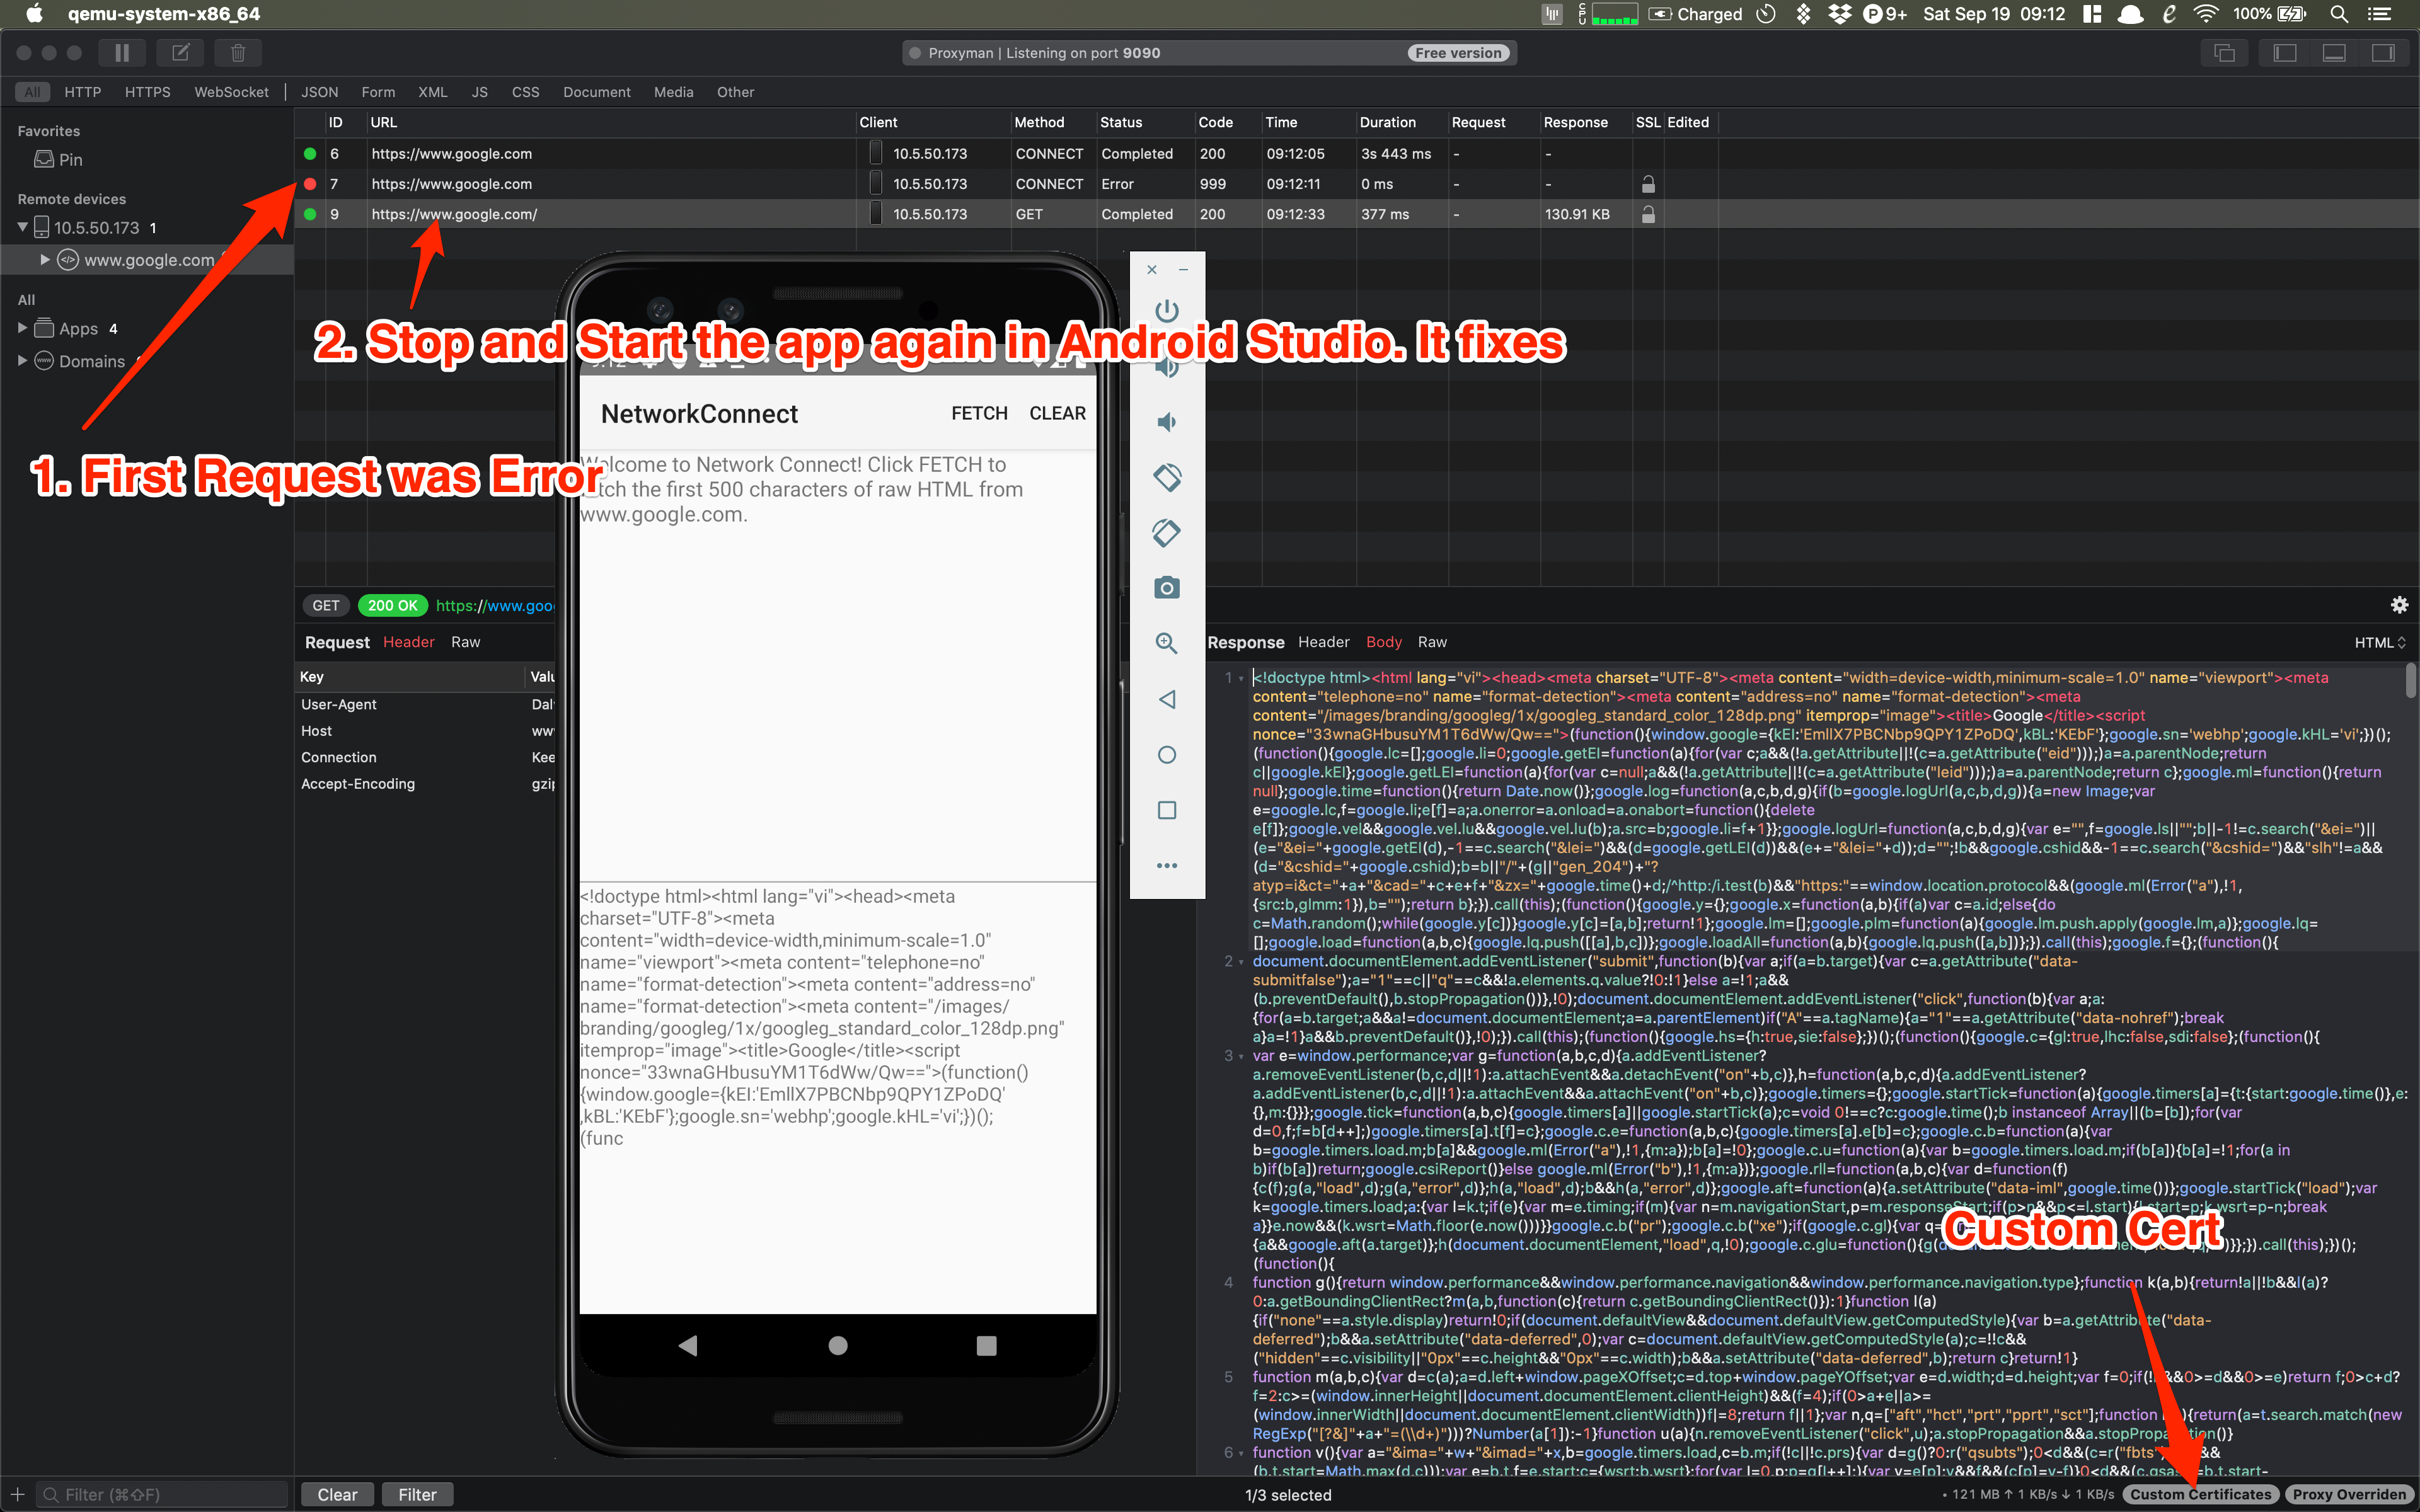 qemu-system-x86_64
Charged
9+
Sat Sep 19 09:12
100%
Proxyman | Listening on port 9090
Free version
All HTTP HTTPS WebSocket JSON Form XML JS CSS Document Media Other
Favorites
Pin
Remote devices
10.5.50.173 1
www.google.com
All
Apps 4
Domains
ID URL Client Method Status Code Time Duration Request Response SSL Edited
6 https://www.google.com 10.5.50.173 CONNECT Completed 200 09:12:05 3s 443 ms - -
7 https://www.google.com 10.5.50.173 CONNECT Error 999 09:12:11 0 ms - -
9 https://www.google.com/ 10.5.50.173 GET Completed 200 09:12:33 377 ms - 130.91 KB
2. Stop and Start the app again in Android Studio. It fixes
1. First Request was Error
NetworkConnect FETCH CLEAR
Welcome to Network Connect! Click FETCH to
the first 500 characters of raw HTML from
www.google.com.
<!doctype html><html lang="vi"><head><meta
charset="UTF-8"><meta
content="width=device-width,minimum-scale=1.0"
name="viewport"><meta content="telephone=no"
name="format-detection"><meta content="address=no"
name="format-detection"><meta content="/images/
branding/googleg/1x/googleg_standard_color_128dp.png"
itemprop="image"><title>Google</title><script
nonce="33wnaGHbusuYM1T6dWw/Qw==">(function()
{window.google={kEI:'EmllX7PBCNbp9QPY1ZPoDQ'
,kBL:'KEbF'};google.sn='webhp';google.kHL='vi';})();
(func
GET 200 OK https://www.goo
Request Header Raw
Key
User-Agent
Host
Connection
Accept-Encoding
Response Header Body Raw
HTML
1 <!doctype html><html lang="vi"><head><meta charset="UTF-8"><meta content="width=device-width,minimum-scale=1.0" name="viewport"><meta
content="telephone=no" name="format-detection"><meta content="address=no" name="format-detection"><meta
content="/images/branding/googleg/1x/googleg_standard_color_128dp.png" itemprop="image"><title>Google</title><script
nonce="33wnaGHbusuYM1T6dWw/Qw==">(function(){window.google={kEI:'EmllX7PBCNbp9QPY1ZPoDQ',kBL:'KEbF'};google.sn='webhp';google.kHL='vi';})();
(function(){google.lc=[];google.li=0;google.getEI=function(a){for(var c;a&&(!a.getAttribute||!(c=a.getAttribute("eid")));)a=a.parentNode;return
c||google.kEI};google.getLEI=function(a){for(var c=null;a&&(!a.getAttribute||!(c=a.getAttribute("leid")));)a=a.parentNode;return c};google.ml=function(){return
null};google.time=function(){return Date.now()};google.log=function(a,c,b,d,g){if(b=google.logUrl(a,c,b,d,g)){a=new Image;var
e=google.lc,f=google.li;e[f]=a;a.onerror=a.onload=a.onabort=function(){delete
e[f]};google.vel&&google.vel.lu&&google.vel.lu(b);a.src=b;google.li=f+1}};google.logUrl=function(a,c,b,d,g){var e="",f=google.ls||"";b||-1!=c.search("&ei=")||
(e="&ei="+google.getEI(d),-1==c.search("&lei=")&&(d=google.getLEI(d))&&(e+="&lei="+d));d="";!b&&google.cshid&&-1==c.search("&cshid=")&&"slh"!=a&&
(d="&cshid="+google.cshid);b=b||"/"+(g||"gen_204")+"?
atyp=i&ct="+a+"&cad="+c+e+f+"&zx="+google.time()+d;/^http:/i.test(b)&&"https:"==window.location.protocol&&(google.ml(Error("a"),!1,
{src:b,glmm:1}),b="");return b};}).call(this);(function(){google.y={};google.x=function(a,b){if(a)var c=a.id;else{do
c=Math.random();while(google.y[c])}google.y[c]=[a,b];return!1};google.lm=[];google.plm=function(a){google.lm.push.apply(google.lm,a)};google.lq=
[];google.load=function(a,b,c){google.lq.push([[a],b,c])};google.loadAll=function(a,b){google.lq.push([a,b])};}).call(this);google.f={};(function(){
2 document.documentElement.addEventListener("submit",function(b){var a;if(a=b.target){var c=a.getAttribute("data-
submitfalse");a="1"==c||"q"==c&&!a.elements.q.value?!0:!1}else a=!1;a&&
(b.preventDefault(),b.stopPropagation())},!0);document.documentElement.addEventListener("click",function(b){var a;a:
{for(a=b.target;a&&a!=document.documentElement;a=a.parentElement)if("A"==a.tagName){a="1"==a.getAttribute("data-nohref");break
a}a=!1}a&&b.preventDefault()},!0);}).call(this);(function(){google.hs={h:true,sie:false};})();(function(){google.c={gl:true,lhc:false,sdi:false};(function(){
3 var e=window.performance;var g=function(a,b,c,d){a.addEventListener?
a.removeEventListener(b,c,d||!1):a.attachEvent&&a.detachEvent("on"+b,c)},h=function(a,b,c,d){a.addEventListener?
a.addEventListener(b,c,d||!1):a.attachEvent&&a.attachEvent("on"+b,c)};google.timers={};google.startTick=function(a){google.timers[a]={t:{start:google.time()},e:
{},m:{}}};google.tick=function(a,b,c){google.timers[a]||google.startTick(a);c=void 0!==c?c:google.time();b instanceof Array||(b=[b]);for(var
d=0,f;f=b[d++];)google.timers[a].t[f]=c};google.c.e=function(a,b,c){google.timers[a].e[b]=c};google.c.b=function(a){var
b=google.timers.load.m;b[a]&&google.ml(Error("a"),!1,{m:a});b[a]=!0};google.c.u=function(a){var b=google.timers.load.m;if(b[a]){b[a]=!1;for(a in
b)if(b[a])return;google.csiReport()}else google.ml(Error("b"),!1,{m:a})};google.rll=function(a,b,c){var d=function(f)
{c(f);g(a,"load",d);g(a,"error",d)};h(a,"load",d);b&&h(a,"error",d)};google.aft=function(a){a.setAttribute("data-iml",google.time())};google.startTick("load");var
k=google.timers.load;a:{var l=k.t;if(e){var m=e.timing;if(m){var n=m.navigationStart,p=m.responseStart;if(p>n&&p<=l.start){l.start=p;k.wsrt=p-n;break
a}}e.now&&(k.wsrt=Math.floor(e.now()))}}google.c.b("pr");google.c.b("xe");if(google.c.gl){var q=
{a&&google.aft(a.target)};h(document.documentElement,"load",q,!0);google.c.glu=function(){g(
}};}).call(this);})();
Custom Cert
(function(){
4 function g(){return window.performance&&window.performance.navigation&&window.performance.navigation.type};function k(a,b){return!a||!b&&l(a)?
0:a.getBoundingClientRect?m(a,b,function(c){return c.getBoundingClientRect()}):1}function l(a)
{if("none"==a.style.display)return!0;if(document.defaultView&&document.defaultView.getComputedStyle){var b=a.getAttribute("data-
deferred");b&&a.setAttribute("data-deferred",0);var c=document.defaultView.getComputedStyle(a);c=!!c&&
("hidden"==c.visibility||"0px"==c.height&&"0px"==c.width);b&&a.setAttribute("data-deferred",b);return c}return!1}
5 function m(a,b,c){var d=c(a);a=d.left+window.pageXOffset;c=d.top+window.pageYOffset;var e=d.width;d=d.height;var f=0;if(!b&&0>=d&&0>=e)return f;0>c+d?
f=2:c>=(window.innerHeight||document.documentElement.clientHeight)&&(f=4);if(0>a+e||a>=
(window.innerWidth||document.documentElement.clientWidth))f|=8;return f||1};var n,q=["aft","hct","prt","pprt","sct"];function
){return(a=t.search.match(new
RegExp("[?&]"+a+"=(\\d+)")))?Number(a[1]):-1}function u(a){n.removeEventListener("click",u);a.stopPropagation&&a.stopPropagation()}
6 function v(){var a="&ima="+w+"&imad="+x,b=google.timers.load,c=b.m;if(!c||!c.prs){var d=g()?0:r("qsubts");0<d&&(c=r("fbts")
Filter (⌘⇧F)
Clear Filter
1/3 selected
• 121 MB ↑ 1 KB/s ↓ 1 KB/s
Custom Certificates
Proxy Overriden